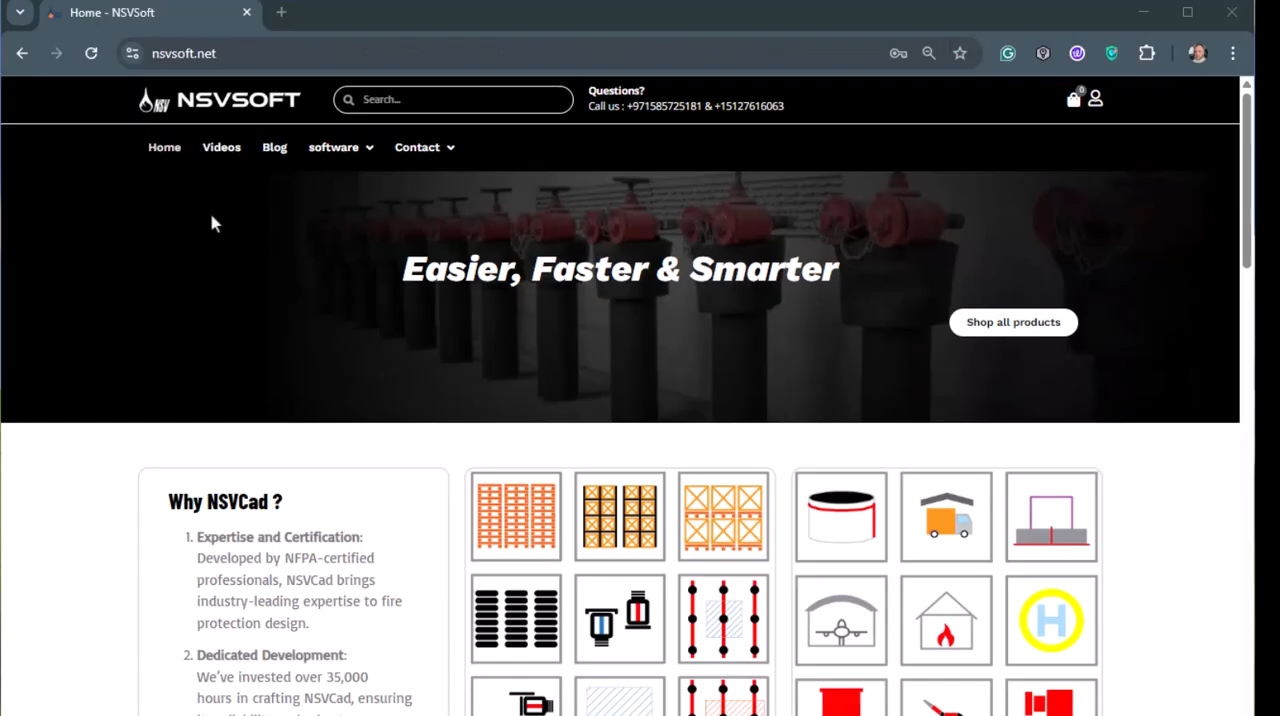 Home - NSVSoft
nsvsoft.net
NSV NSVSOFT
Search...
Questions?
Call us : +971585725181 & +15127616063
0
Home Videos Blog software Contact
Easier, Faster & Smarter
Shop all products
Why NSVCad ?
1. Expertise and Certification:
Developed by NFPA-certified
professionals, NSVCad brings
industry-leading expertise to fire
protection design.
2. Dedicated Development:
We've invested over 35,000
hours in crafting NSVCad, ensuring
H